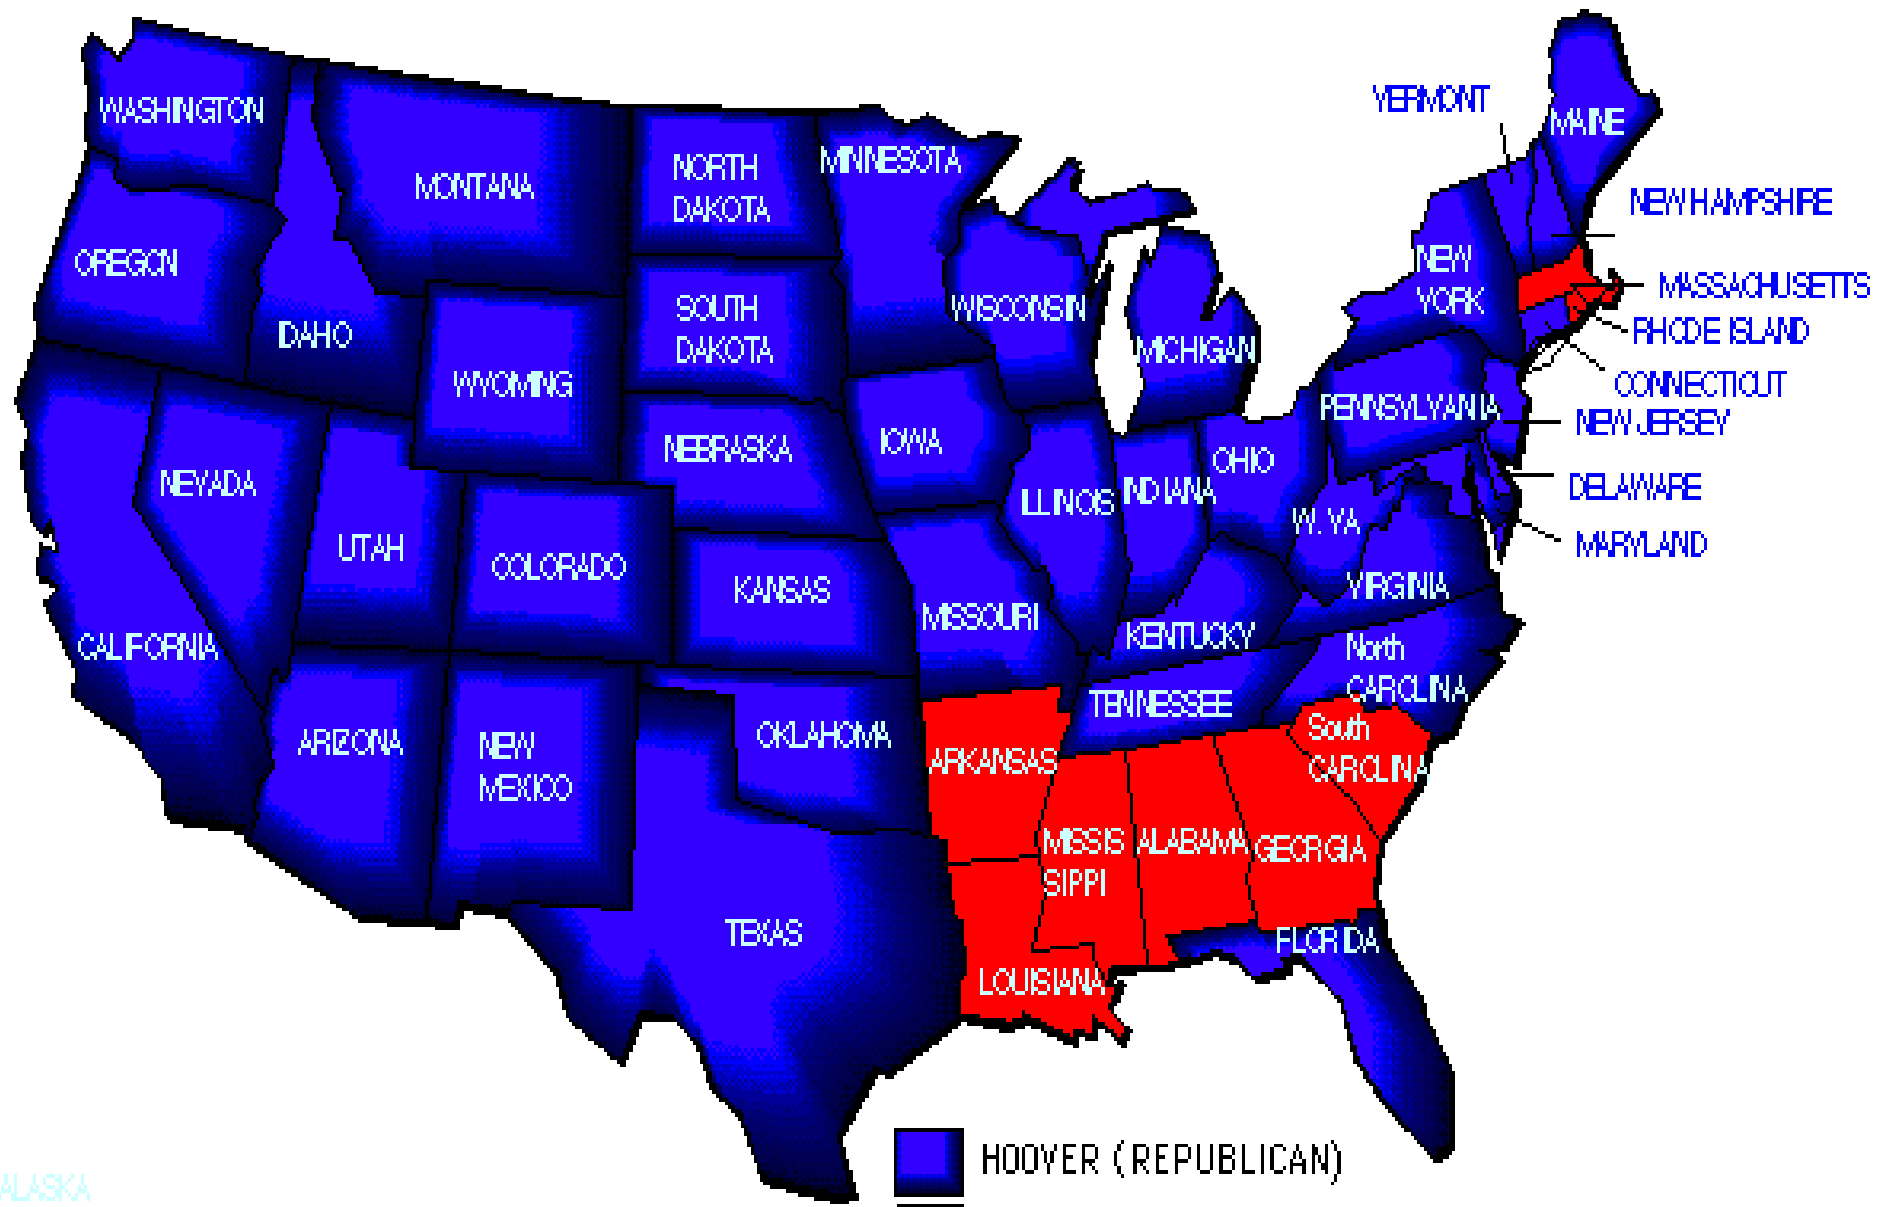 WASHINGTON
VERMONT
MAINE
MONTANA
NORTH
DAKOTA
MINNESOTA
NEW HAMPSHIRE
OREGON
NEW
YORK
MASSACHUSETTS
SOUTH
DAKOTA
WISCONSIN
RHODE ISLAND
IDAHO
MICHIGAN
WYOMING
CONNECTICUT
PENNSYLVANIA
NEW JERSEY
NEBRASKA
IOWA
OHIO
NEVADA
ILLINOIS
INDIANA
DELAWARE
W. VA
UTAH
MARYLAND
COLORADO
KANSAS
VIRGINIA
MISSOURI
KENTUCKY
CALIFORNIA
North
CAROLINA
TENNESSEE
ARIZONA
NEW
MEXICO
OKLAHOMA
ARKANSAS
South
CAROLINA
MISSIS
SIPPI
ALABAMA
GEORGIA
TEXAS
FLORIDA
LOUISIANA
HOOVER (REPUBLICAN)
ALASKA